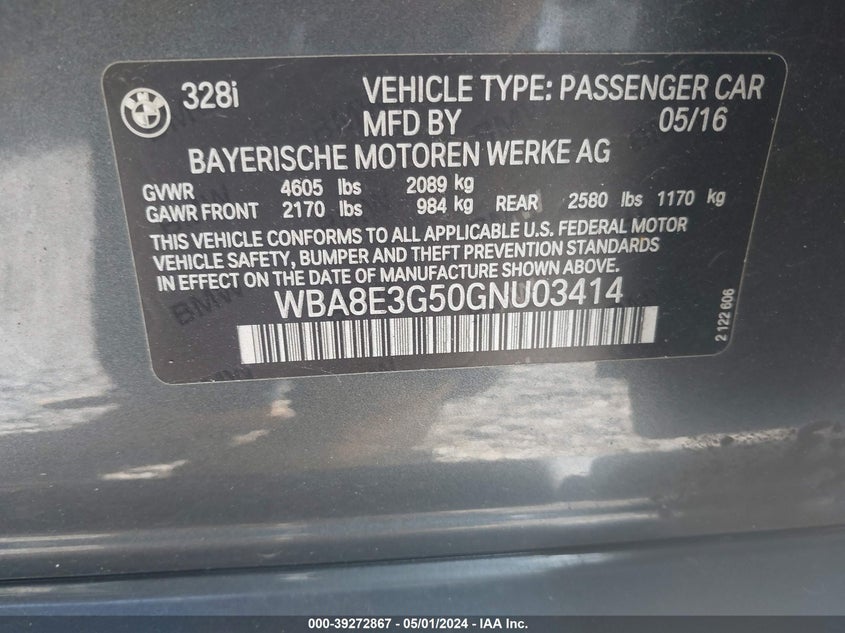 328i VEHICLE TYPE: PASSENGER CAR
MFD BY 05/16
BAYERISCHE MOTOREN WERKE AG
GVWR 4605 lbs 2089 kg
GAWR FRONT 2170 lbs 984 kg REAR 2580 lbs 1170 kg
THIS VEHICLE CONFORMS TO ALL APPLICABLE U.S. FEDERAL MOTOR
VEHICLE SAFETY, BUMPER AND THEFT PREVENTION STANDARDS
IN EFFECT ON THE DATE OF MANUFACTURE SHOWN ABOVE.
WBA8E3G50GNU03414
2 122 606
000-39272867 - 05/01/2024 - IAA Inc.